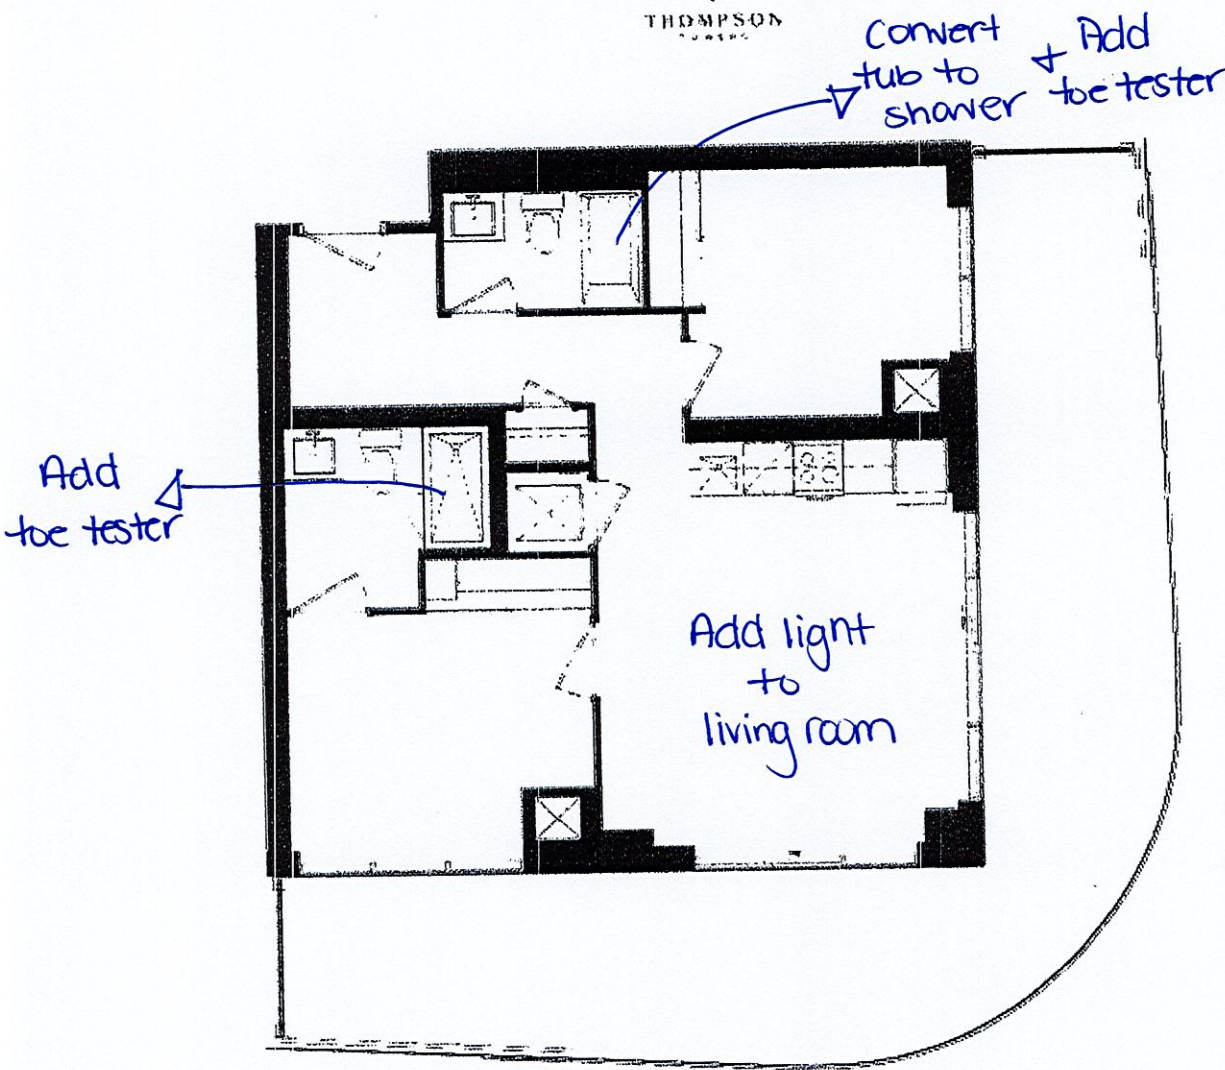 THOMPSON
Convert
tub to
shower
+ Add
toe tester
Add
toe tester
Add light
to
living room